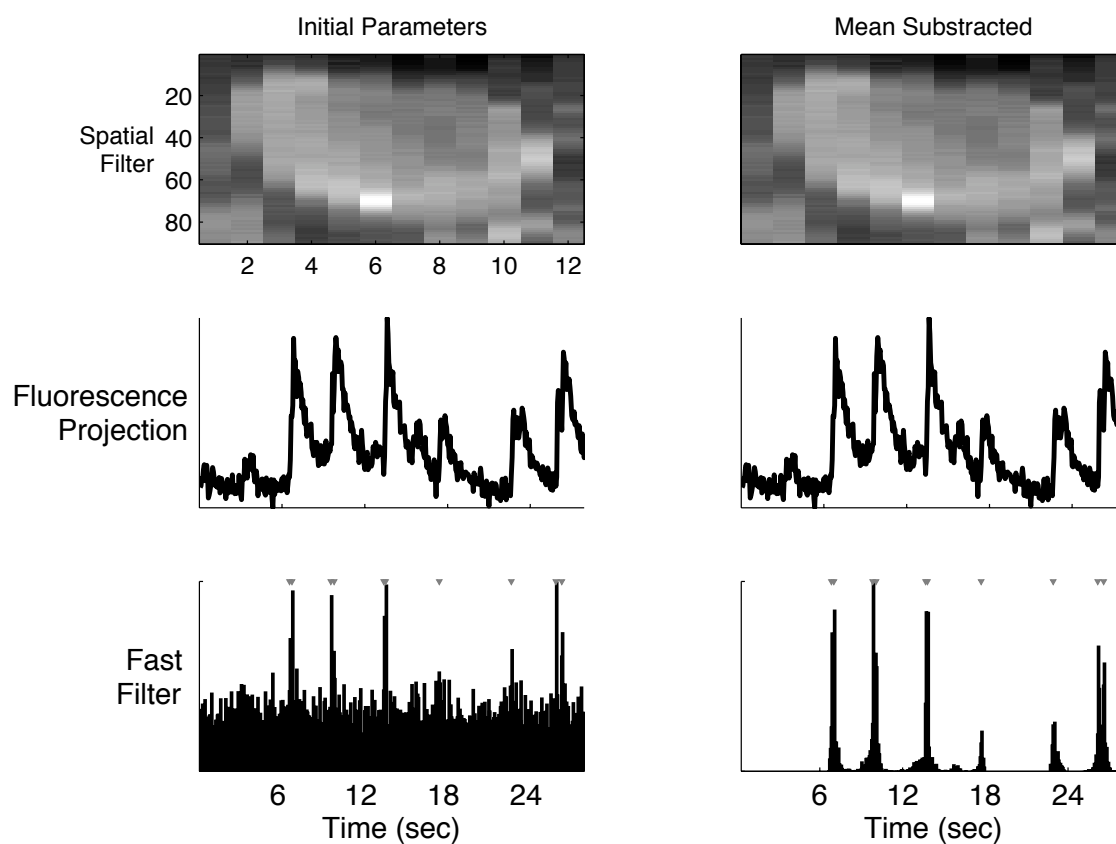 Initial Parameters
Mean Substracted
Spatial
Filter
20
40
60
80
2 4 6 8 10 12
Fluorescence
Projection
Fast
Filter
6 12 18 24
Time (sec)
6 12 18 24
Time (sec)